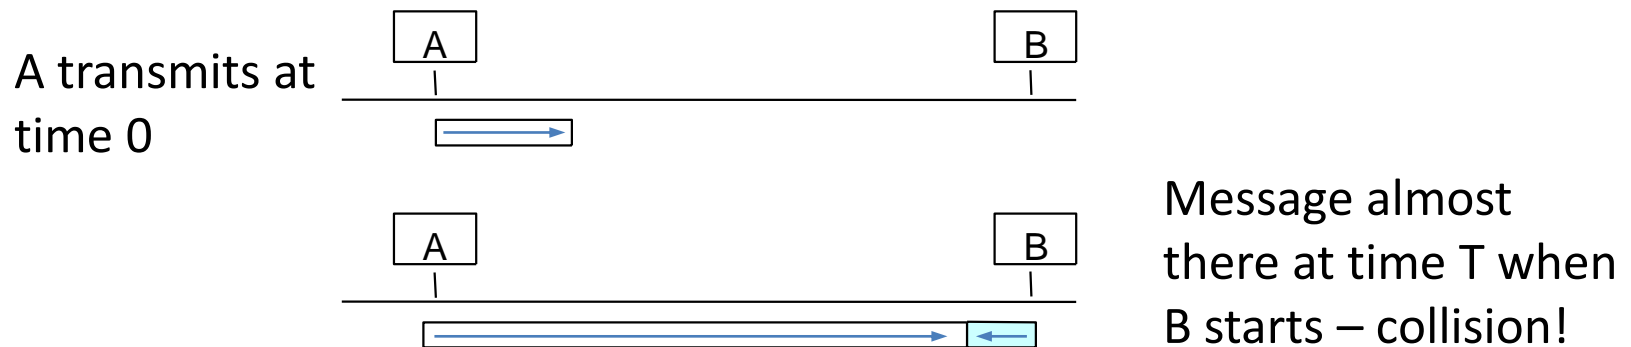 A
B
A transmits at
time 0
A
B
Message almost
there at time T when
B starts – collision!